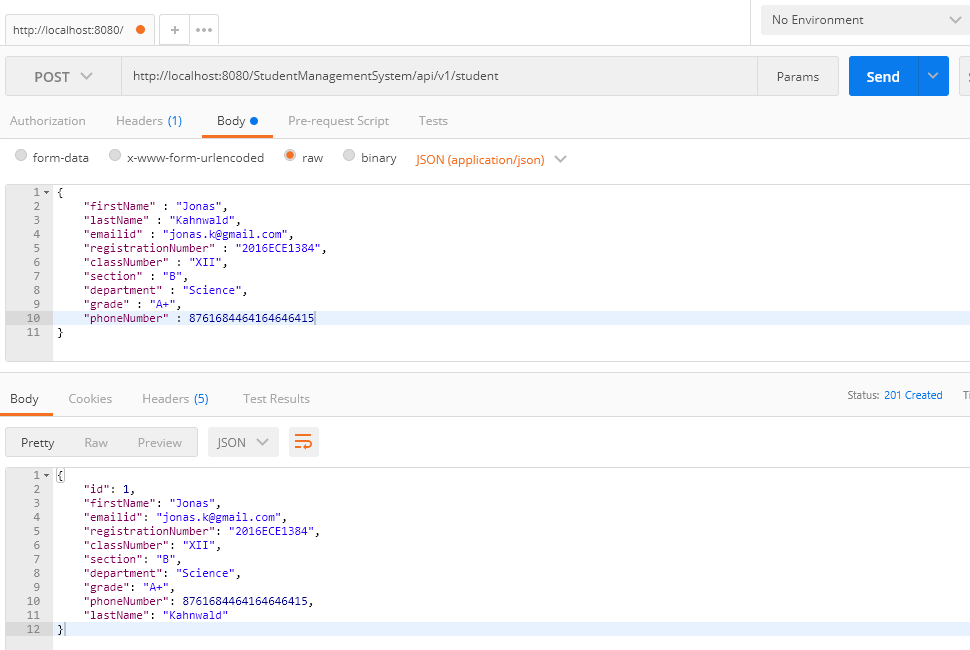 http://localhost:8080/ + ••• No Environment
POST http://localhost:8080/StudentManagementSystem/api/v1/student Params Send
Authorization Headers (1) Body Pre-request Script Tests
form-data x-www-form-urlencoded raw binary JSON (application/json)
1 {
2 "firstName" : "Jonas",
3 "lastName" : "Kahnwald",
4 "emailid" : "jonas.k@gmail.com",
5 "registrationNumber" : "2016ECE1384",
6 "classNumber" : "XII",
7 "section" : "B",
8 "department" : "Science",
9 "grade" : "A+",
10 "phoneNumber" : 8761684464164646415
11 }
Body Cookies Headers (5) Test Results Status: 201 Created
Pretty Raw Preview JSON
1 {
2 "id": 1,
3 "firstName": "Jonas",
4 "emailid": "jonas.k@gmail.com",
5 "registrationNumber": "2016ECE1384",
6 "classNumber": "XII",
7 "section": "B",
8 "department": "Science",
9 "grade": "A+",
10 "phoneNumber": 8761684464164646415,
11 "lastName": "Kahnwald"
12 }